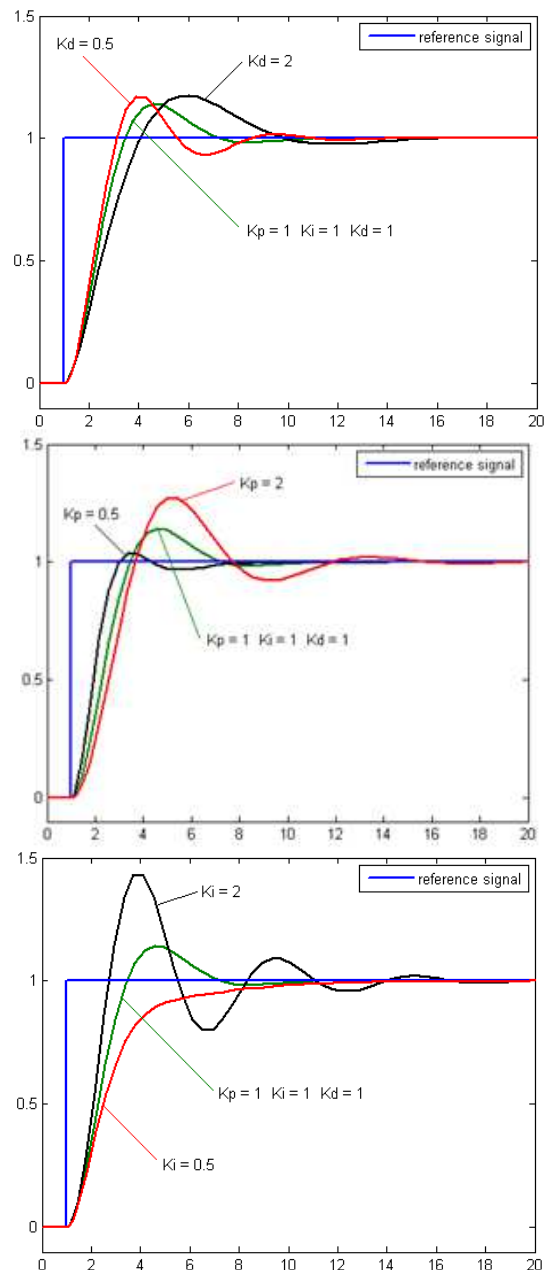 reference signal
Kd = 0.5
Kd = 2
Kp = 1 Ki = 1 Kd = 1
1.5
1
0.5
0
0 2 4 6 8 10 12 14 16 18 20
1.5
reference signal
Kp = 2
Kp = 0.5
Kp = 1 Ki = 1 Kd = 1
1
0.5
0
0 2 4 6 8 10 12 14 16 18 20
1.5
reference signal
Ki = 2
Kp = 1 Ki = 1 Kd = 1
Ki = 0.5
1
0.5
0
0 2 4 6 8 10 12 14 16 18 20